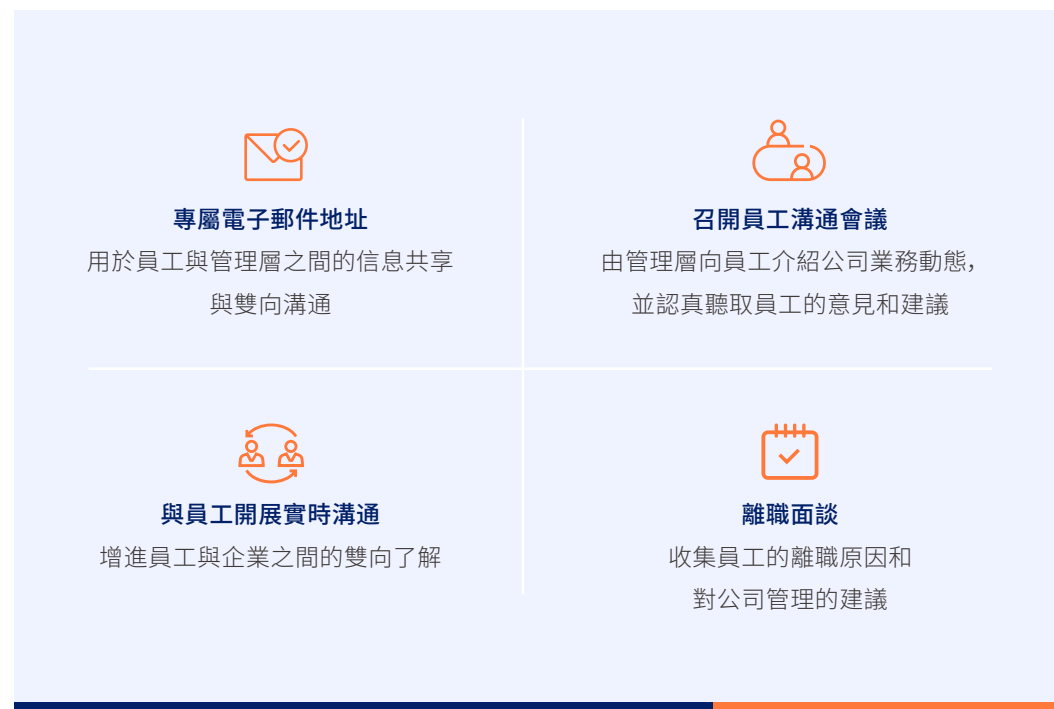 專屬電子郵件地址
用於員工與管理層之間的信息共享
與雙向溝通
召開員工溝通會議
由管理層向員工介紹公司業務動態，
並認真聽取員工的意見和建議
與員工開展實時溝通
增進員工與企業之間的雙向了解
離職面談
收集員工的離職原因和
對公司管理的建議